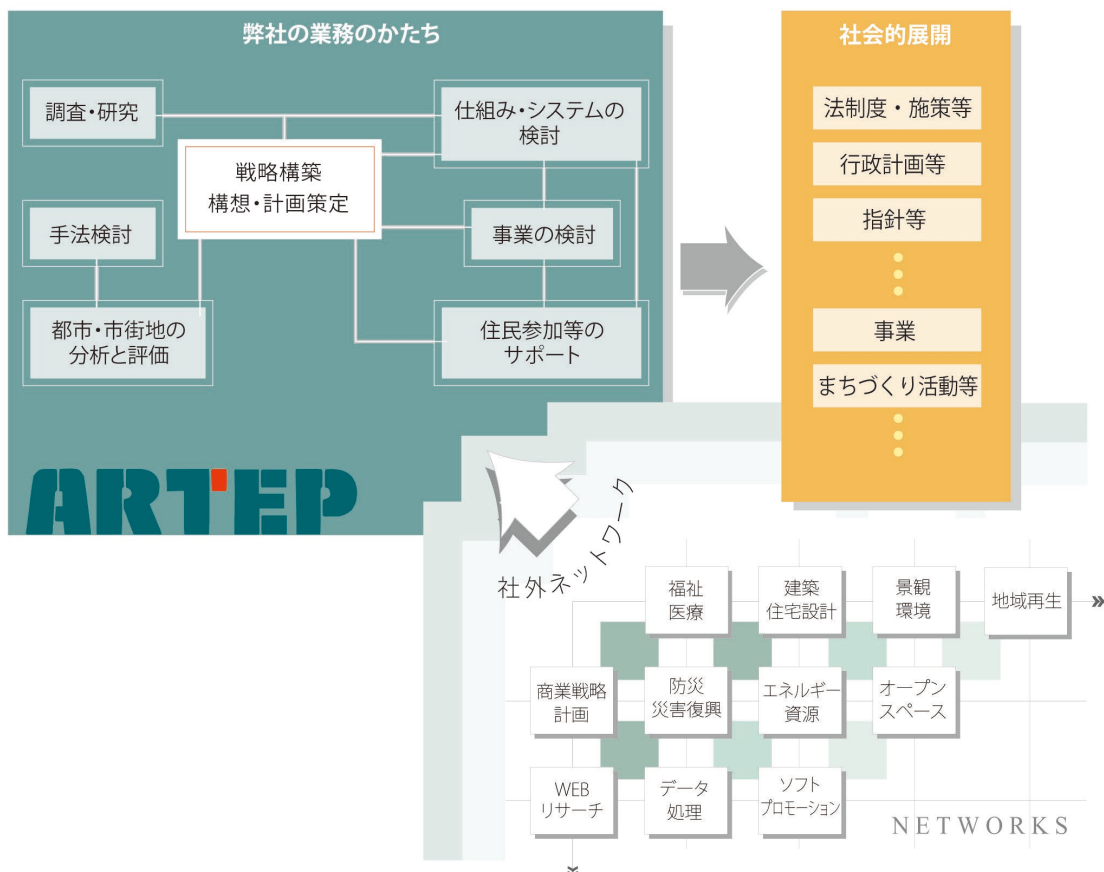 弊社の業務のかたち
調査・研究
仕組み・システムの
検討
戦略構築
構想・計画策定
手法検討
事業の検討
都市・市街地の
分析と評価
住民参加等の
サポート
ARTEP
社会的展開
法制度・施策等
行政計画等
指針等
事業
まちづくり活動等
社外ネットワーク
福祉
医療
建築
住宅設計
景観
環境
地域再生
商業戦略
計画
防災
災害復興
エネルギー
資源
オープン
スペース
WEB
リサーチ
データ
処理
ソフト
プロモーション
NETWORKS